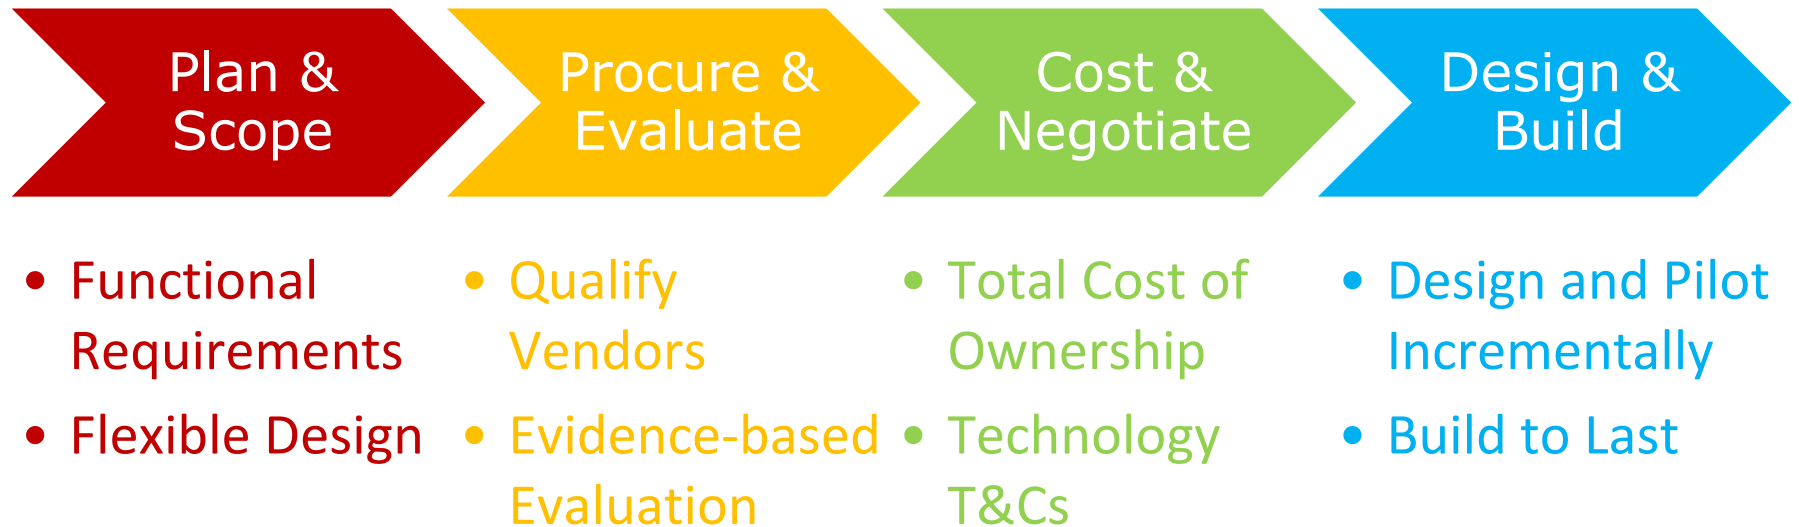 Plan &
Scope
Procure &
Evaluate
Cost &
Negotiate
Design &
Build
• Functional
Requirements
• Flexible Design
• Qualify
Vendors
• Evidence-based
Evaluation
• Total Cost of
Ownership
• Technology
T&Cs
• Design and Pilot
Incrementally
• Build to Last